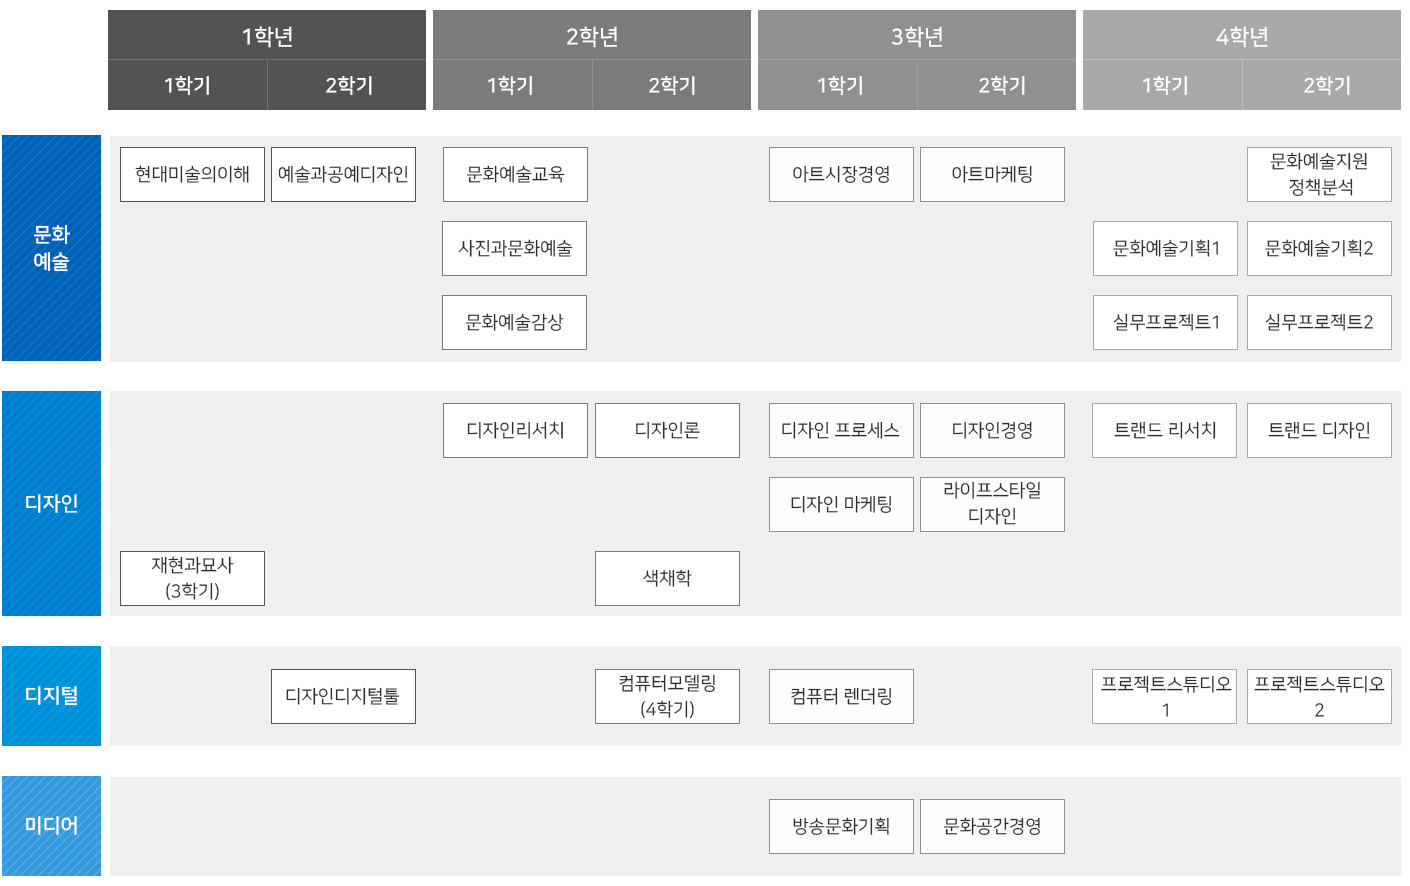 1학년 2학년 3학년 4학년
1학기 2학기 1학기 2학기 1학기 2학기 1학기 2학기
문화
예술
현대미술의이해 예술과공예디자인 문화예술교육 아트시장경영 아트마케팅 문화예술지원
정책분석
사진과문화예술 문화예술기획1 문화예술기획2
문화예술감상 실무프로젝트1 실무프로젝트2
디자인
디자인리서치 디자인론 디자인 프로세스 디자인경영 트랜드 리서치 트랜드 디자인
디자인 마케팅 라이프스타일
디자인
재현과묘사
(3학기)
색채학
디지털
디자인디지털툴 컴퓨터모델링
(4학기)
컴퓨터 렌더링 프로젝트스튜디오
1
프로젝트스튜디오
2
미디어
방송문화기획 문화공간경영